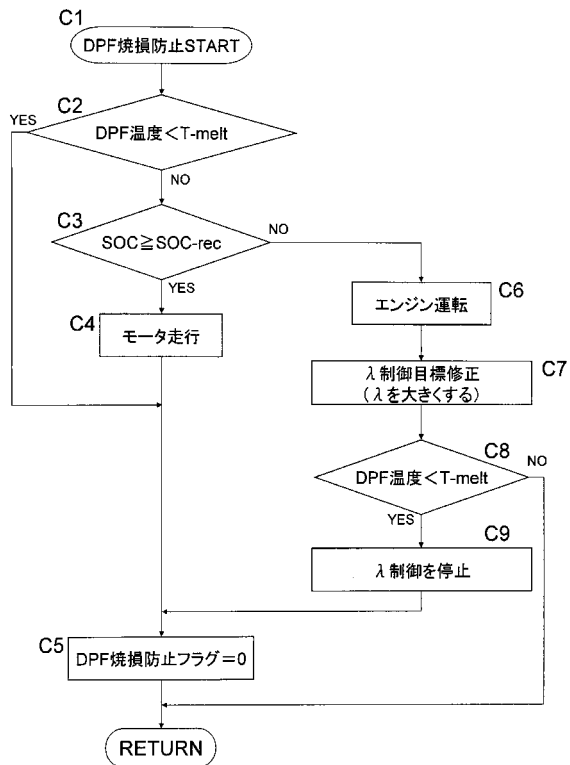 C1
DPF焼損防止START
C2
YES
DPF温度<T-melt
NO
C3
SOC≧SOC-rec
NO
YES
C4
モータ走行
C6
エンジン運転
C7
λ制御目標修正
(λを大きくする)
C8
DPF温度<T-melt
NO
YES
C9
λ制御を停止
C5
DPF焼損防止フラグ=0
RETURN